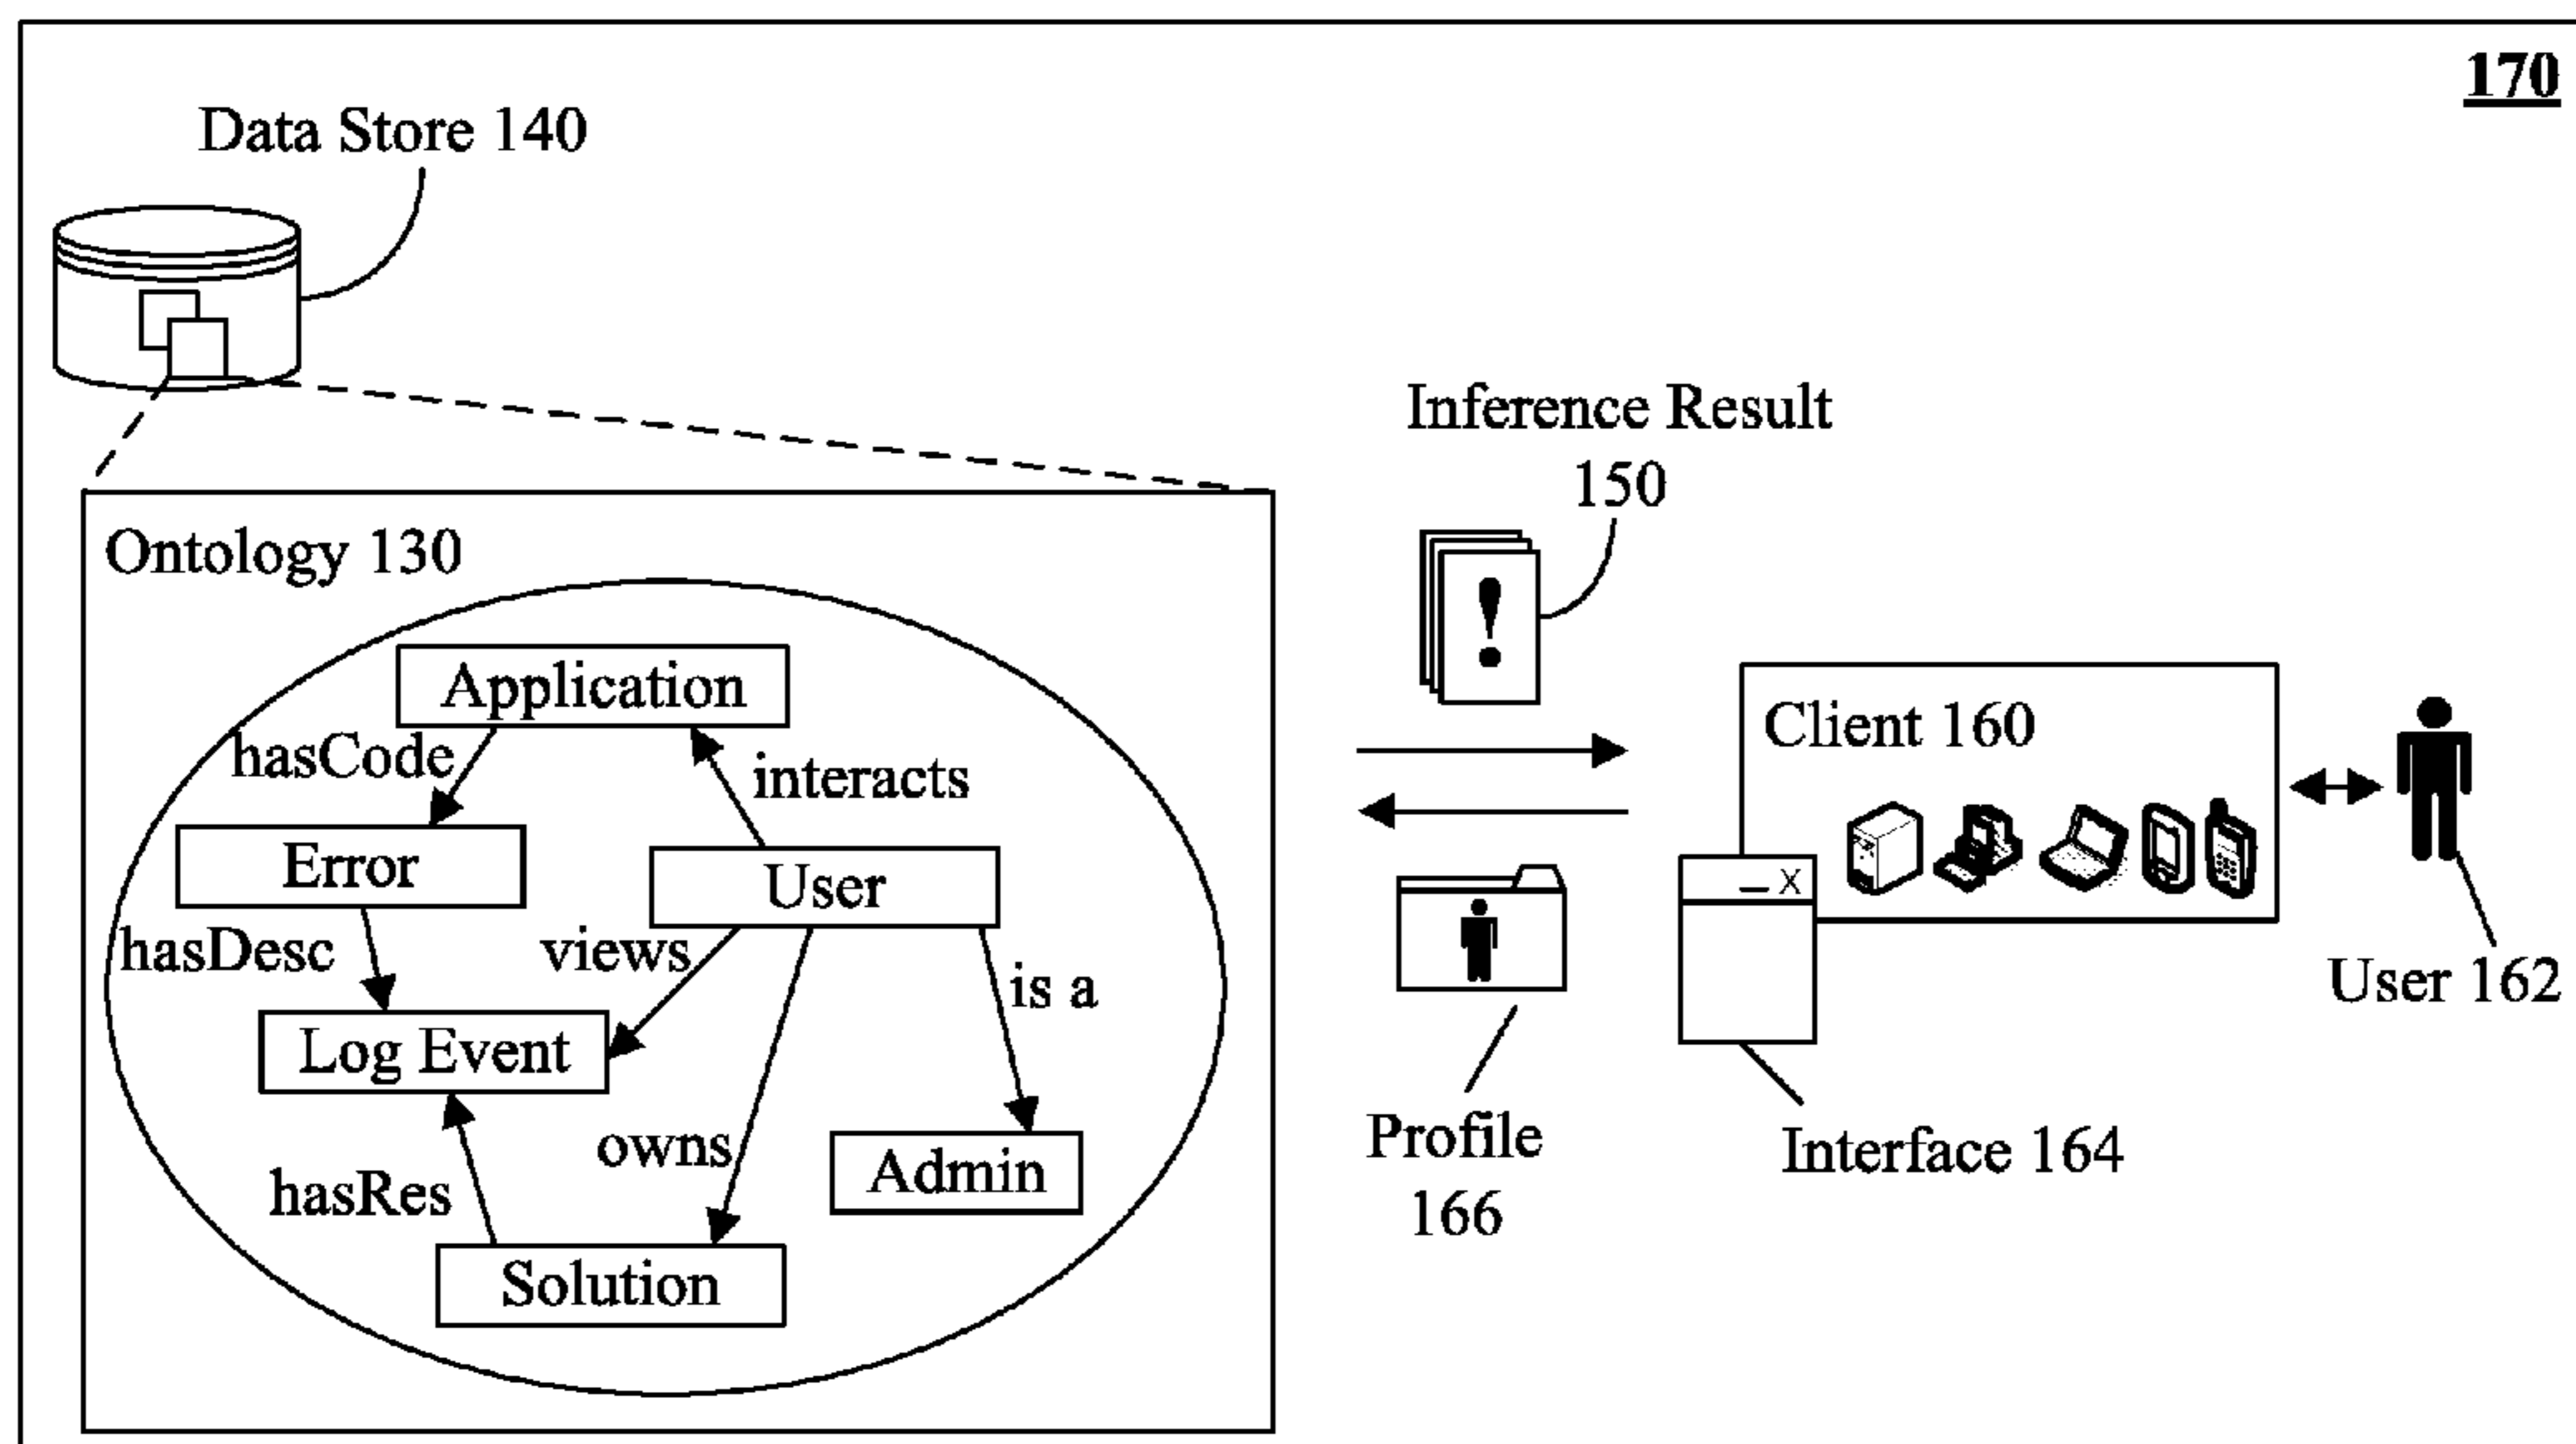 170
Data Store 140
Inference Result
150
Ontology 130
Application
hasCode
interacts
Client 160
Error
User
X
hasDesc
views
is a
User 162
Log Event
Profile
166
Interface 164
owns
Admin
hasRes
Solution